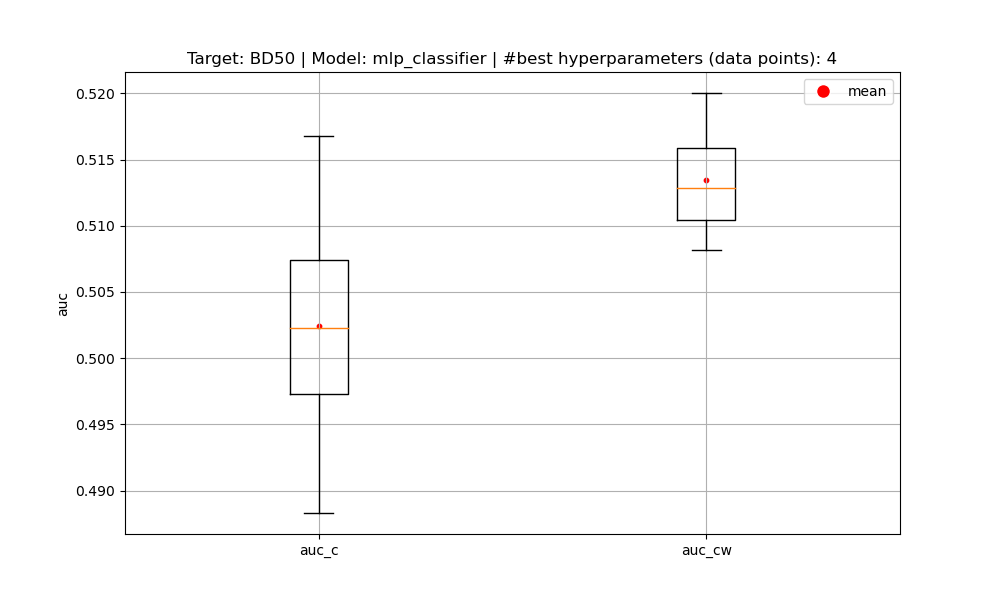 Target: BD50 | Model: mlp_classifier | #best hyperparameters (data points): 4
mean
0.520
0.515
0.510
0.505
0.500
0.495
0.490
auc
auc_c
auc_cw